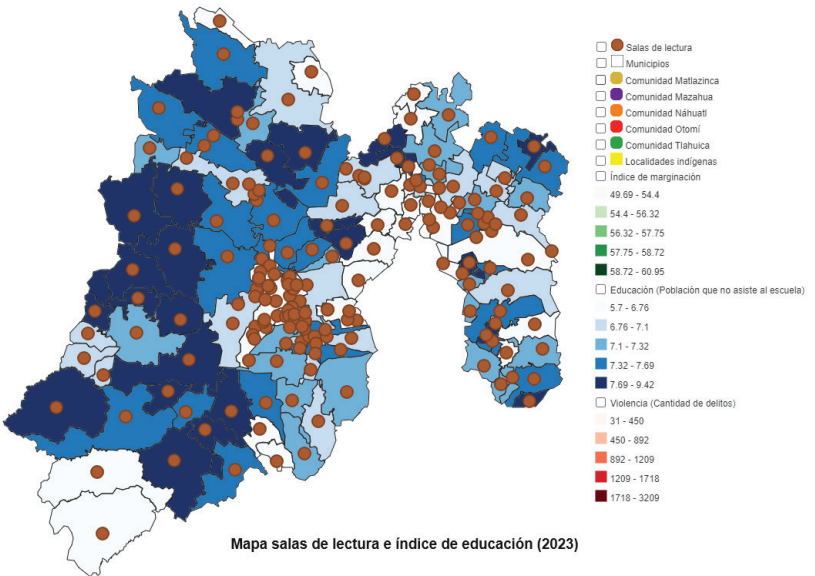 Salas de lectura
Municipios
Comunidad Matlazinca
Comunidad Mazahua
Comunidad Náhuatl
Comunidad Otomí
Comunidad Tlahuica
Localidades indígenas
Índice de marginación
49.69 - 54.4
54.4 - 56.32
56.32 - 57.75
57.75 - 58.72
58.72 - 60.95
Educación (Población que no asiste al escuela)
5.7 - 6.76
6.76 - 7.1
7.1 - 7.32
7.32 - 7.69
7.69 - 9.42
Violencia (Cantidad de delitos)
31 - 450
450 - 892
892 - 1209
1209 - 1718
1718 - 3209
Mapa salas de lectura e índice de educación (2023)